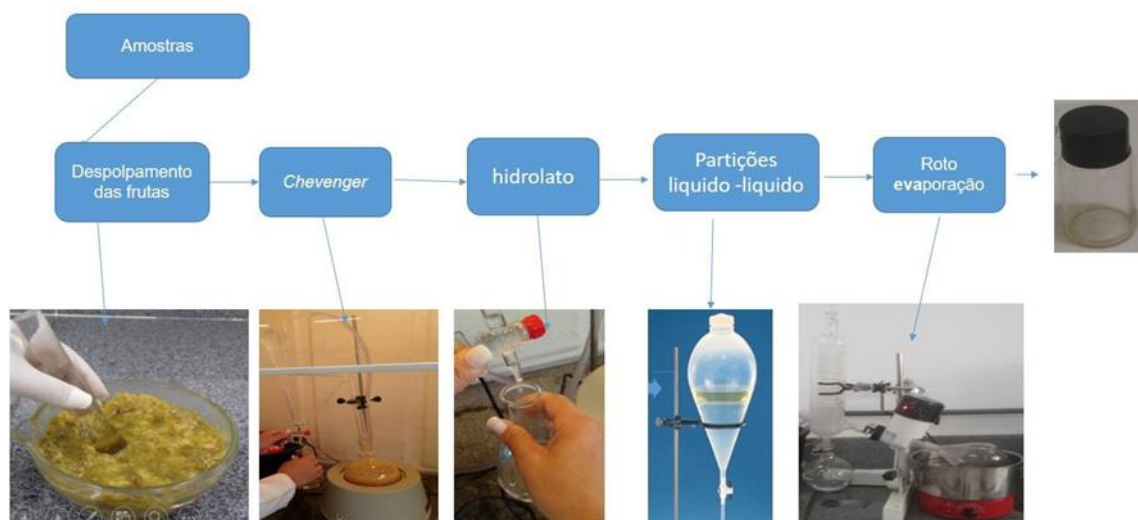 Amostras
Despolpamento
das frutas
Chevenger
hidrolato
Partições
liquido -liquido
Roto
evaporação